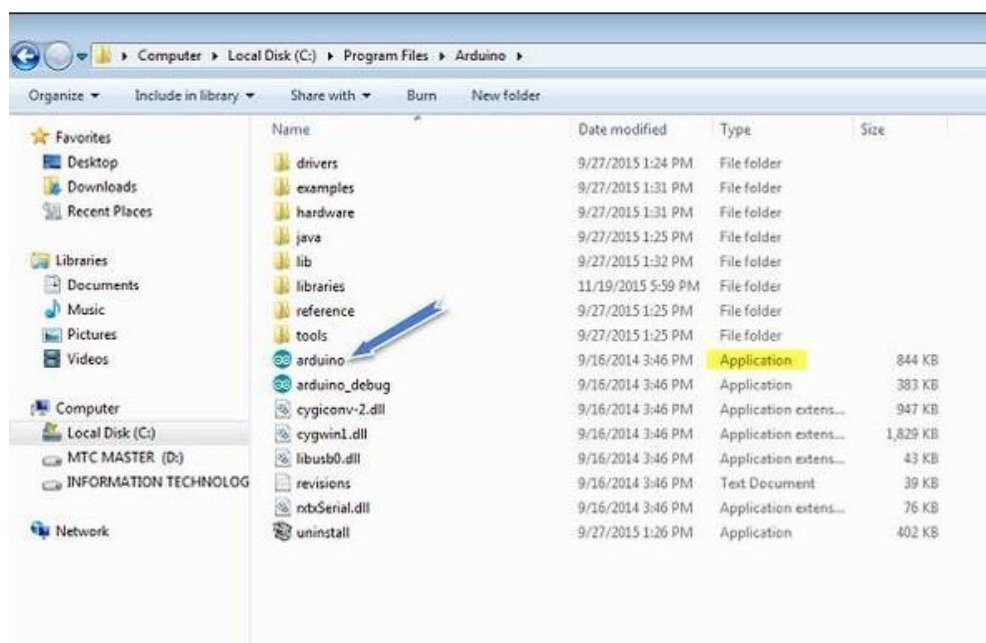 Computer Local Disk (C:) Program Files Arduino
Organize Include in library Share with Burn New folder
Favorites
Desktop
Downloads
Recent Places
Libraries
Documents
Music
Pictures
Videos
Computer
Local Disk (C:)
MTC MASTER (D:)
INFORMATION TECHNOLOG
Network
Name Date modified Type Size
drivers 9/27/2015 1:24 PM File folder
examples 9/27/2015 1:31 PM File folder
hardware 9/27/2015 1:31 PM File folder
java 9/27/2015 1:25 PM File folder
lib 9/27/2015 1:32 PM File folder
libraries 11/19/2015 5:59 PM File folder
reference 9/27/2015 1:25 PM File folder
tools 9/27/2015 1:25 PM File folder
arduino 9/16/2014 3:46 PM Application 844 KB
arduino_debug 9/16/2014 3:46 PM Application 383 KB
cygiconv-2.dll 9/16/2014 3:46 PM Application extens... 947 KB
cygwin1.dll 9/16/2014 3:46 PM Application extens... 1,829 KB
libusb0.dll 9/16/2014 3:46 PM Application extens... 43 KB
revisions 9/16/2014 3:46 PM Text Document 39 KB
rxtxSerial.dll 9/16/2014 3:46 PM Application extens... 76 KB
uninstall 9/27/2015 1:26 PM Application 402 KB